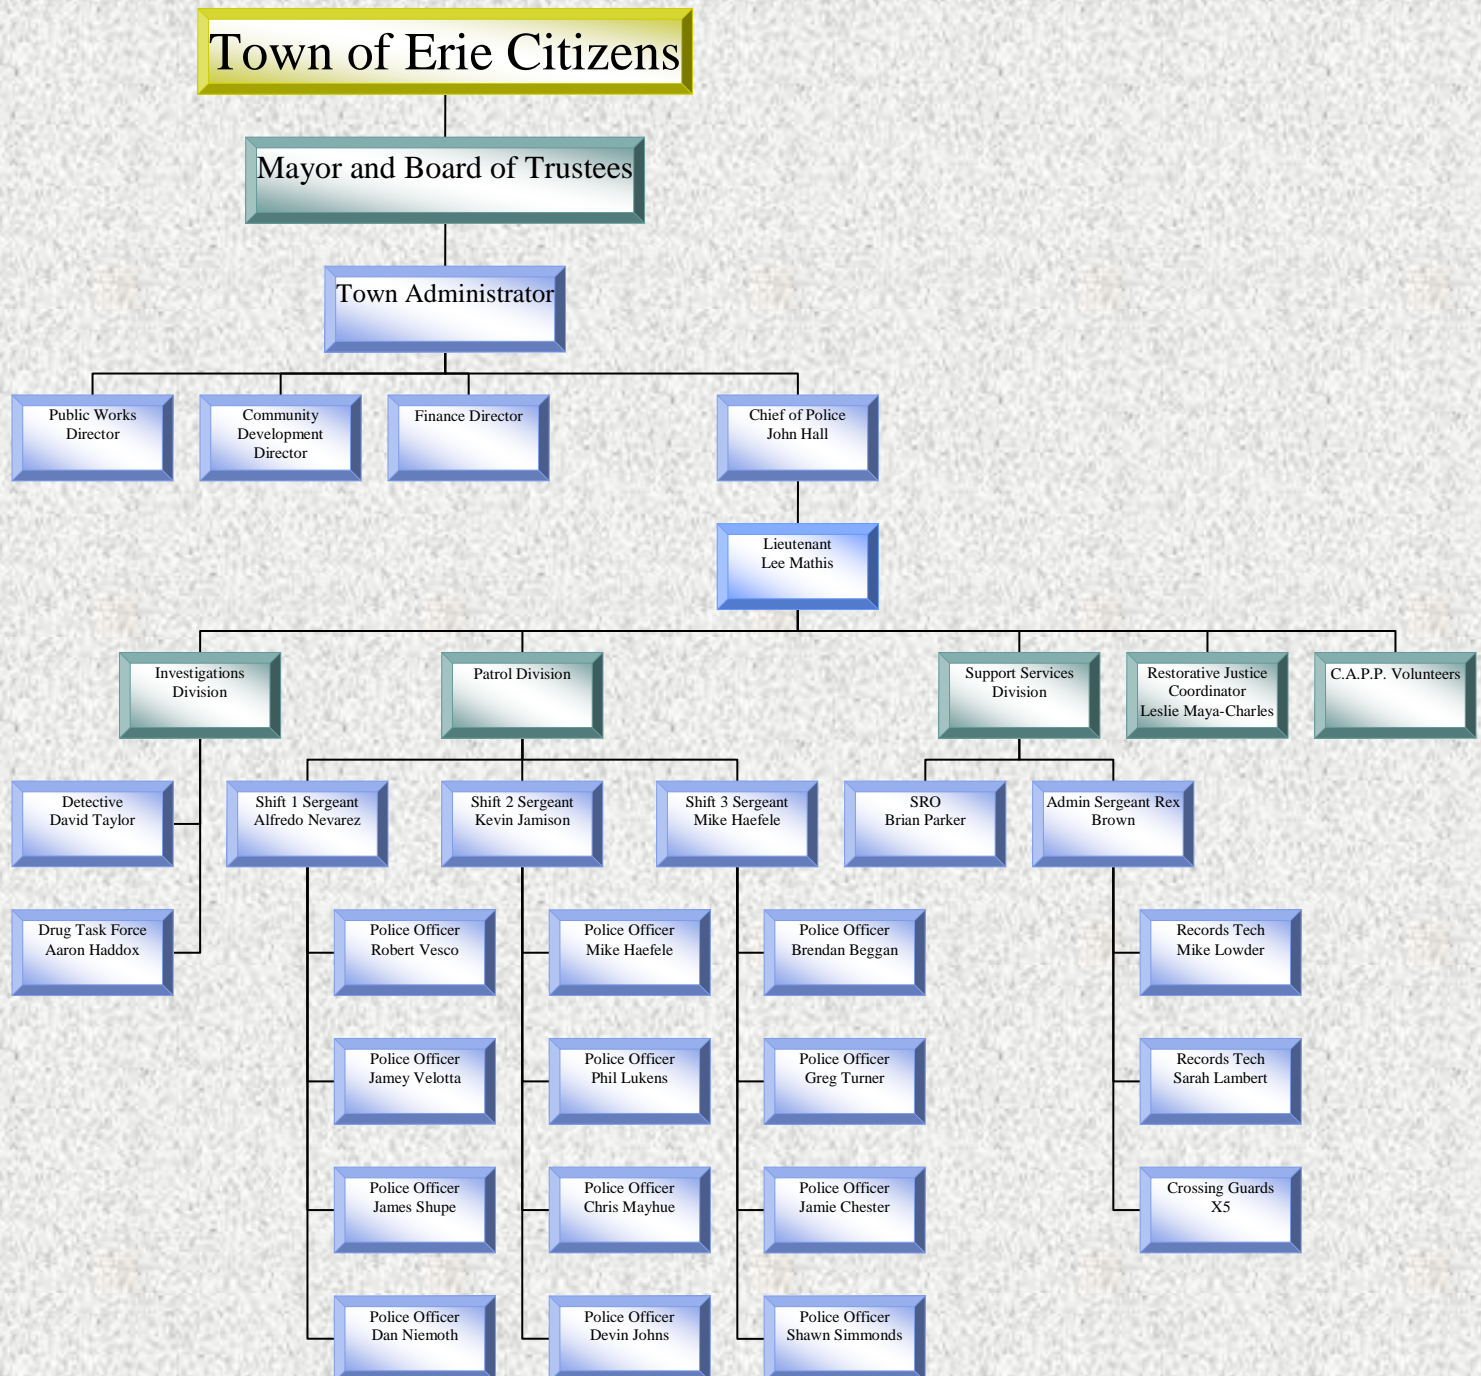 Town of Erie Citizens
Mayor and Board of Trustees
Town Administrator
Public Works
Director
Community
Development
Director
Finance Director
Chief of Police
John Hall
Lieutenant
Lee Mathis
Investigations
Division
Patrol Division
Support Services
Division
Restorative Justice
Coordinator
Leslie Maya-Charles
C.A.P.P. Volunteers
Detective
David Taylor
Shift 1 Sergeant
Alfredo Nevarez
Shift 2 Sergeant
Kevin Jamison
Shift 3 Sergeant
Mike Haefele
SRO
Brian Parker
Admin Sergeant Rex
Brown
Drug Task Force
Aaron Haddox
Police Officer
Robert Vesco
Police Officer
Mike Haefele
Police Officer
Brendan Beggan
Records Tech
Mike Lowder
Police Officer
Jamey Velotta
Police Officer
Phil Lukens
Police Officer
Greg Turner
Records Tech
Sarah Lambert
Police Officer
James Shupe
Police Officer
Chris Mayhue
Police Officer
Jamie Chester
Crossing Guards
X5
Police Officer
Dan Niemoth
Police Officer
Devin Johns
Police Officer
Shawn Simmonds